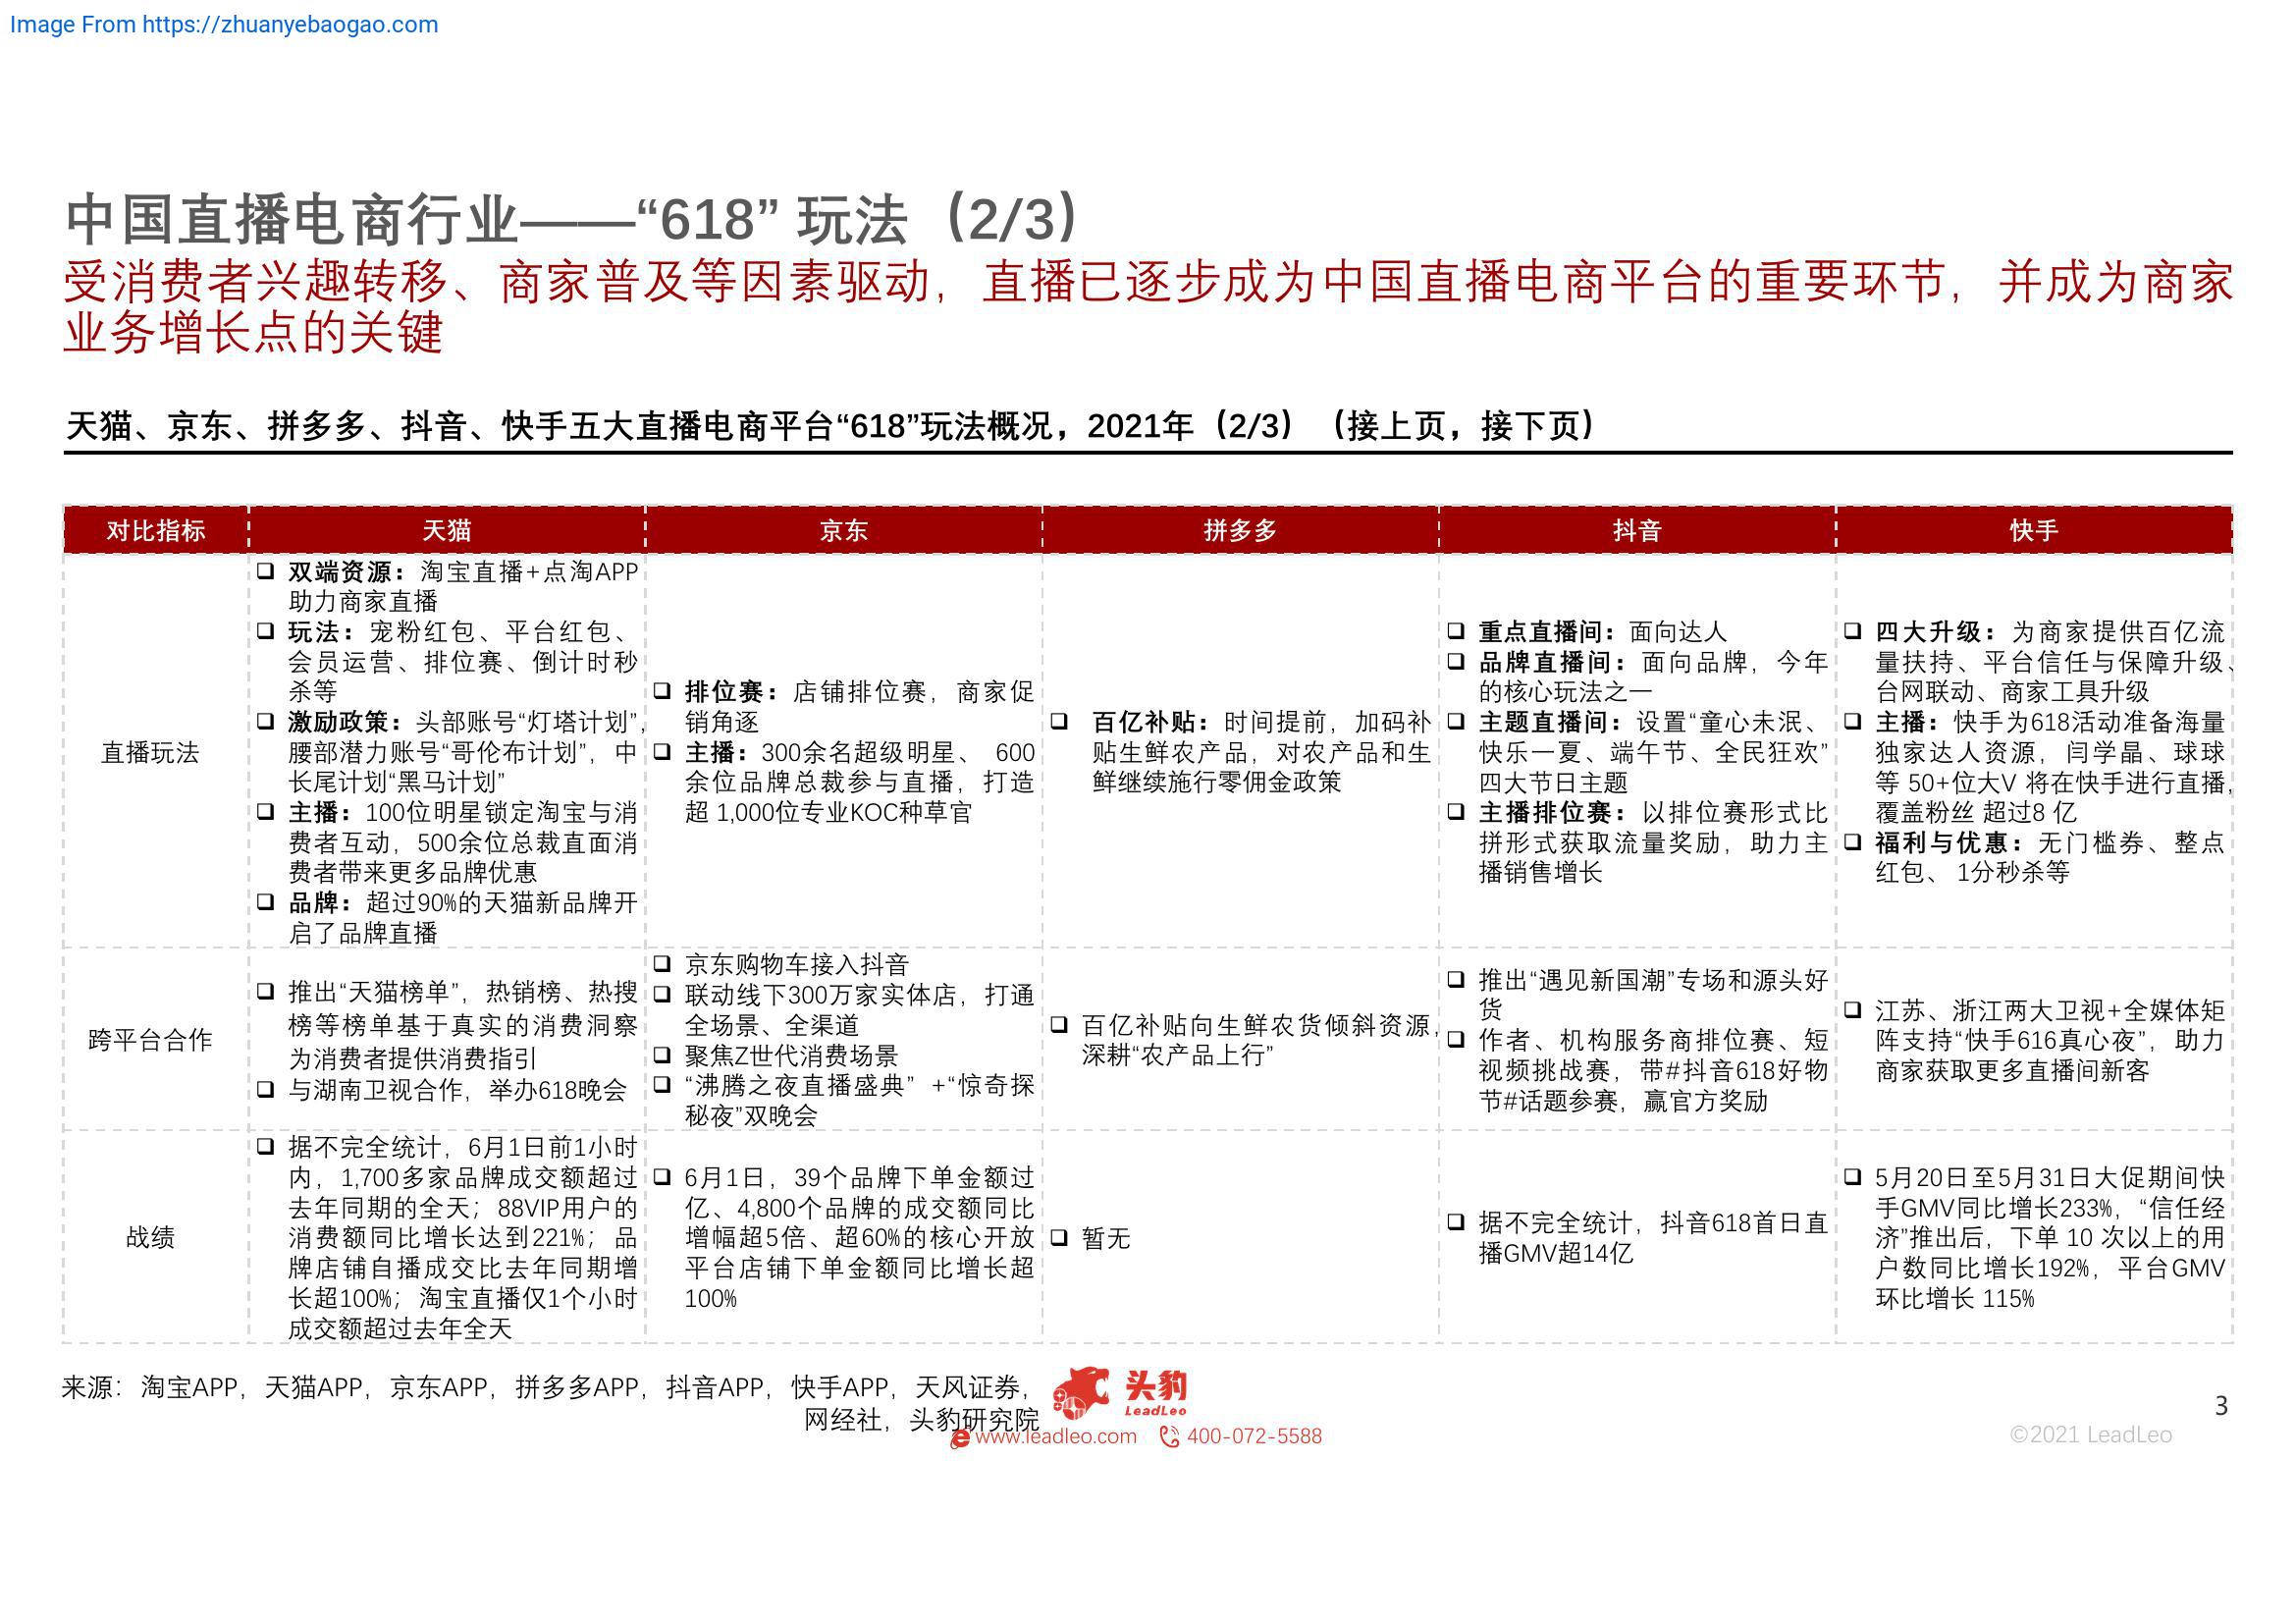 Image From https://zhuanyebaogao.com
中国直播电商行业——“618” 玩法（2/3）
受消费者兴趣转移、商家普及等因素驱动，直播已逐步成为中国直播电商平台的重要环节，并成为商家
业务增长点的关键
天猫、京东、拼多多、抖音、快手五大直播电商平台“618”玩法概况，2021年（2/3）（接上页，接下页）
对比指标 天猫 京东 拼多多 抖音 快手
直播玩法
❑ 双端资源：淘宝直播+点淘APP
助力商家直播
❑ 玩法：宠粉红包、平台红包、
会员运营、排位赛、倒计时秒
杀等
❑ 激励政策：头部账号“灯塔计划”，
腰部潜力账号“哥伦布计划”，中
长尾计划“黑马计划”
❑ 主播：100位明星锁定淘宝与消
费者互动，500余位总裁直面消
费者带来更多品牌优惠
❑ 品牌：超过90%的天猫新品牌开
启了品牌直播
❑ 排位赛：店铺排位赛，商家促
销角逐
❑ 主播：300余名超级明星、 600
余位品牌总裁参与直播，打造
超 1,000位专业KOC种草官
❑ 百亿补贴：时间提前，加码补
贴生鲜农产品，对农产品和生
鲜继续施行零佣金政策
❑ 重点直播间：面向达人
❑ 品牌直播间：面向品牌，今年
的核心玩法之一
❑ 主题直播间：设置“童心未泯、
快乐一夏、端午节、全民狂欢”
四大节日主题
❑ 主播排位赛：以排位赛形式比
拼形式获取流量奖励，助力主
播销售增长
❑ 四大升级：为商家提供百亿流
量扶持、平台信任与保障升级、
台网联动、商家工具升级
❑ 主播：快手为618活动准备海量
独家达人资源，闫学晶、球球
等 50+位大V 将在快手进行直播，
覆盖粉丝 超过8 亿
❑ 福利与优惠：无门槛券、整点
红包、 1分秒杀等
跨平台合作
❑ 推出“天猫榜单”，热销榜、热搜
榜等榜单基于真实的消费洞察
为消费者提供消费指引
❑ 与湖南卫视合作，举办618晚会
❑ 京东购物车接入抖音
❑ 联动线下300万家实体店，打通
全场景、全渠道
❑ 聚焦Z世代消费场景
❑ “沸腾之夜直播盛典” +“惊奇探
秘夜”双晚会
❑ 百亿补贴向生鲜农货倾斜资源，
深耕“农产品上行”
❑ 推出“遇见新国潮”专场和源头好
货
❑ 作者、机构服务商排位赛、短
视频挑战赛，带#抖音618好物
节#话题参赛，赢官方奖励
❑ 江苏、浙江两大卫视+全媒体矩
阵支持“快手616真心夜”，助力
商家获取更多直播间新客
战绩
❑ 据不完全统计，6月1日前1小时
内，1,700多家品牌成交额超过
去年同期的全天；88VIP用户的
消费额同比增长达到221%；品
牌店铺自播成交比去年同期增
长超100%；淘宝直播仅1个小时
成交额超过去年全天
❑ 6月1日，39个品牌下单金额过
亿、4,800个品牌的成交额同比
增幅超5倍、超60%的核心开放
平台店铺下单金额同比增长超
100%
❑ 暂无
❑ 据不完全统计，抖音618首日直
播GMV超14亿
❑ 5月20日至5月31日大促期间快
手GMV同比增长233%，“信任经
济”推出后，下单 10 次以上的用
户数同比增长192%，平台GMV
环比增长 115%
来源：淘宝APP，天猫APP，京东APP，拼多多APP，抖音APP，快手APP，天风证券，
网经社，头豹研究院
头豹
LeadLeo
www.leadleo.com 400-072-5588
3
©2021 LeadLeo